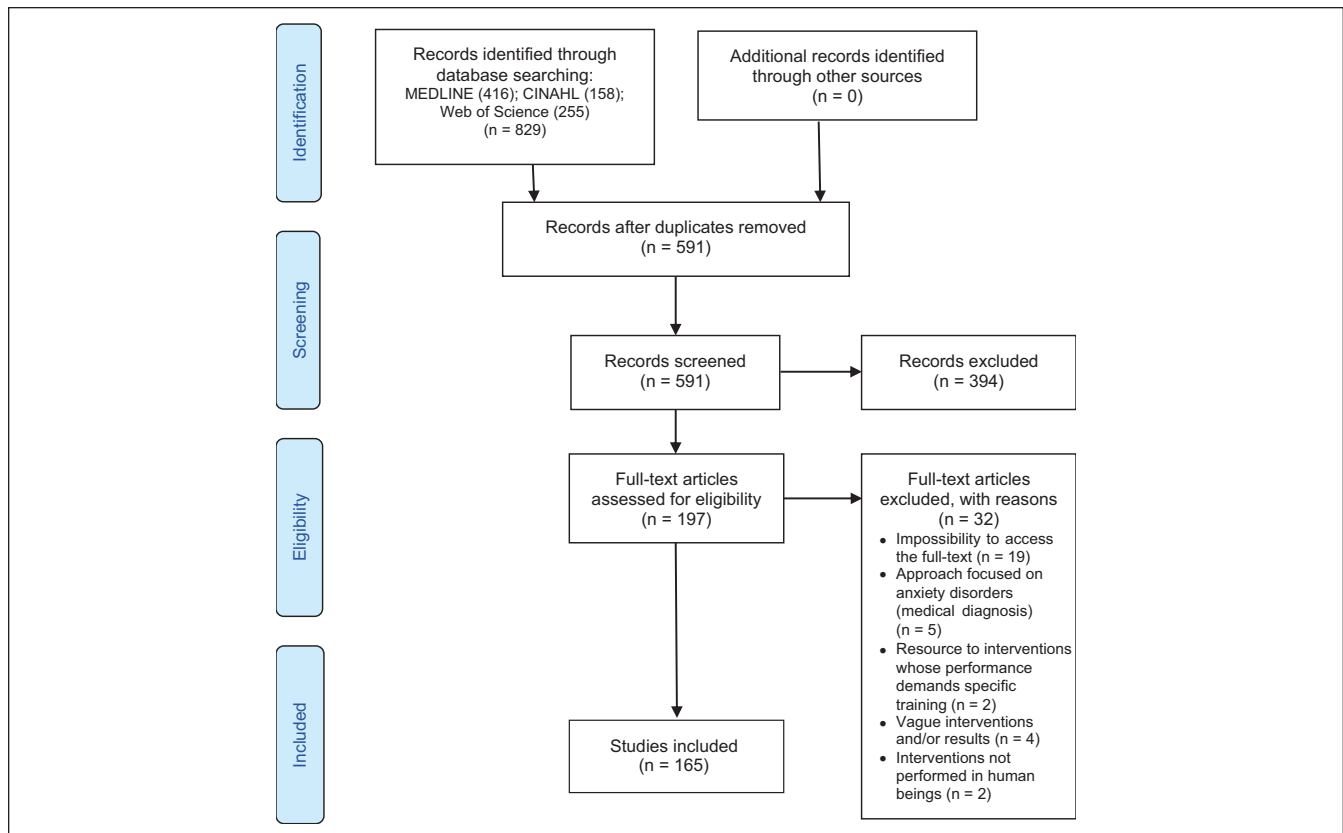 Identification
Records identified through
database searching:
MEDLINE (416); CINAHL (158);
Web of Science (255)
(n = 829)
Additional records identified
through other sources
(n = 0)
Records after duplicates removed
(n = 591)
Screening
Records screened
(n = 591)
Records excluded
(n = 394)
Eligibility
Full-text articles
assessed for eligibility
(n = 197)
Full-text articles
excluded, with reasons
(n = 32)
• Impossibility to access
the full-text (n = 19)
• Approach focused on
anxiety disorders
(medical diagnosis)
(n = 5)
• Resource to interventions
whose performance
demands specific
training (n = 2)
• Vague interventions
and/or results (n = 4)
• Interventions not
performed in human
beings (n = 2)
Included
Studies included
(n = 165)